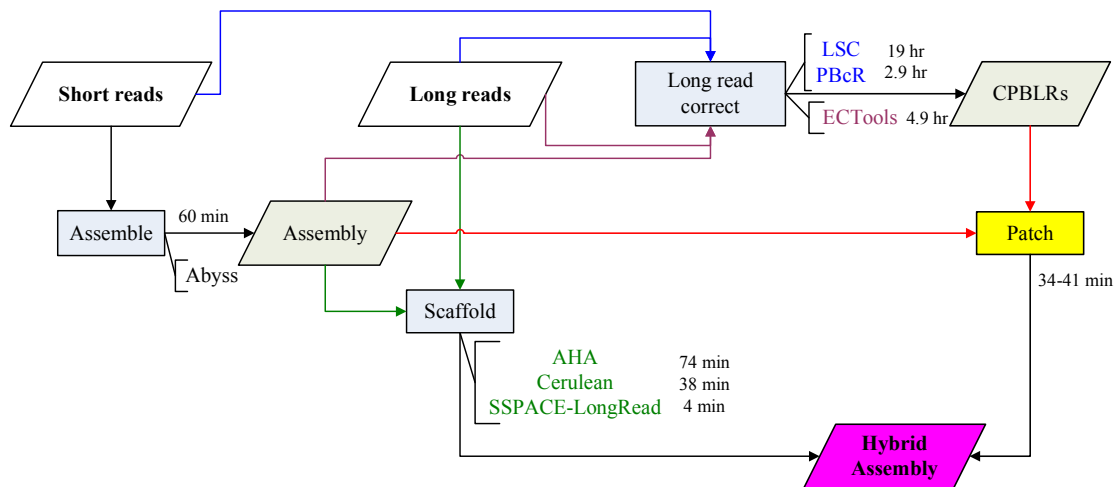 Short reads
Long reads
Long read
correct
LSC 19 hr
PBcR 2.9 hr
ECTools 4.9 hr
CPBLRs
Assemble
60 min
Abyss
Assembly
Patch
34-41 min
Scaffold
AHA 74 min
Cerulean 38 min
SSPACE-LongRead 4 min
Hybrid
Assembly